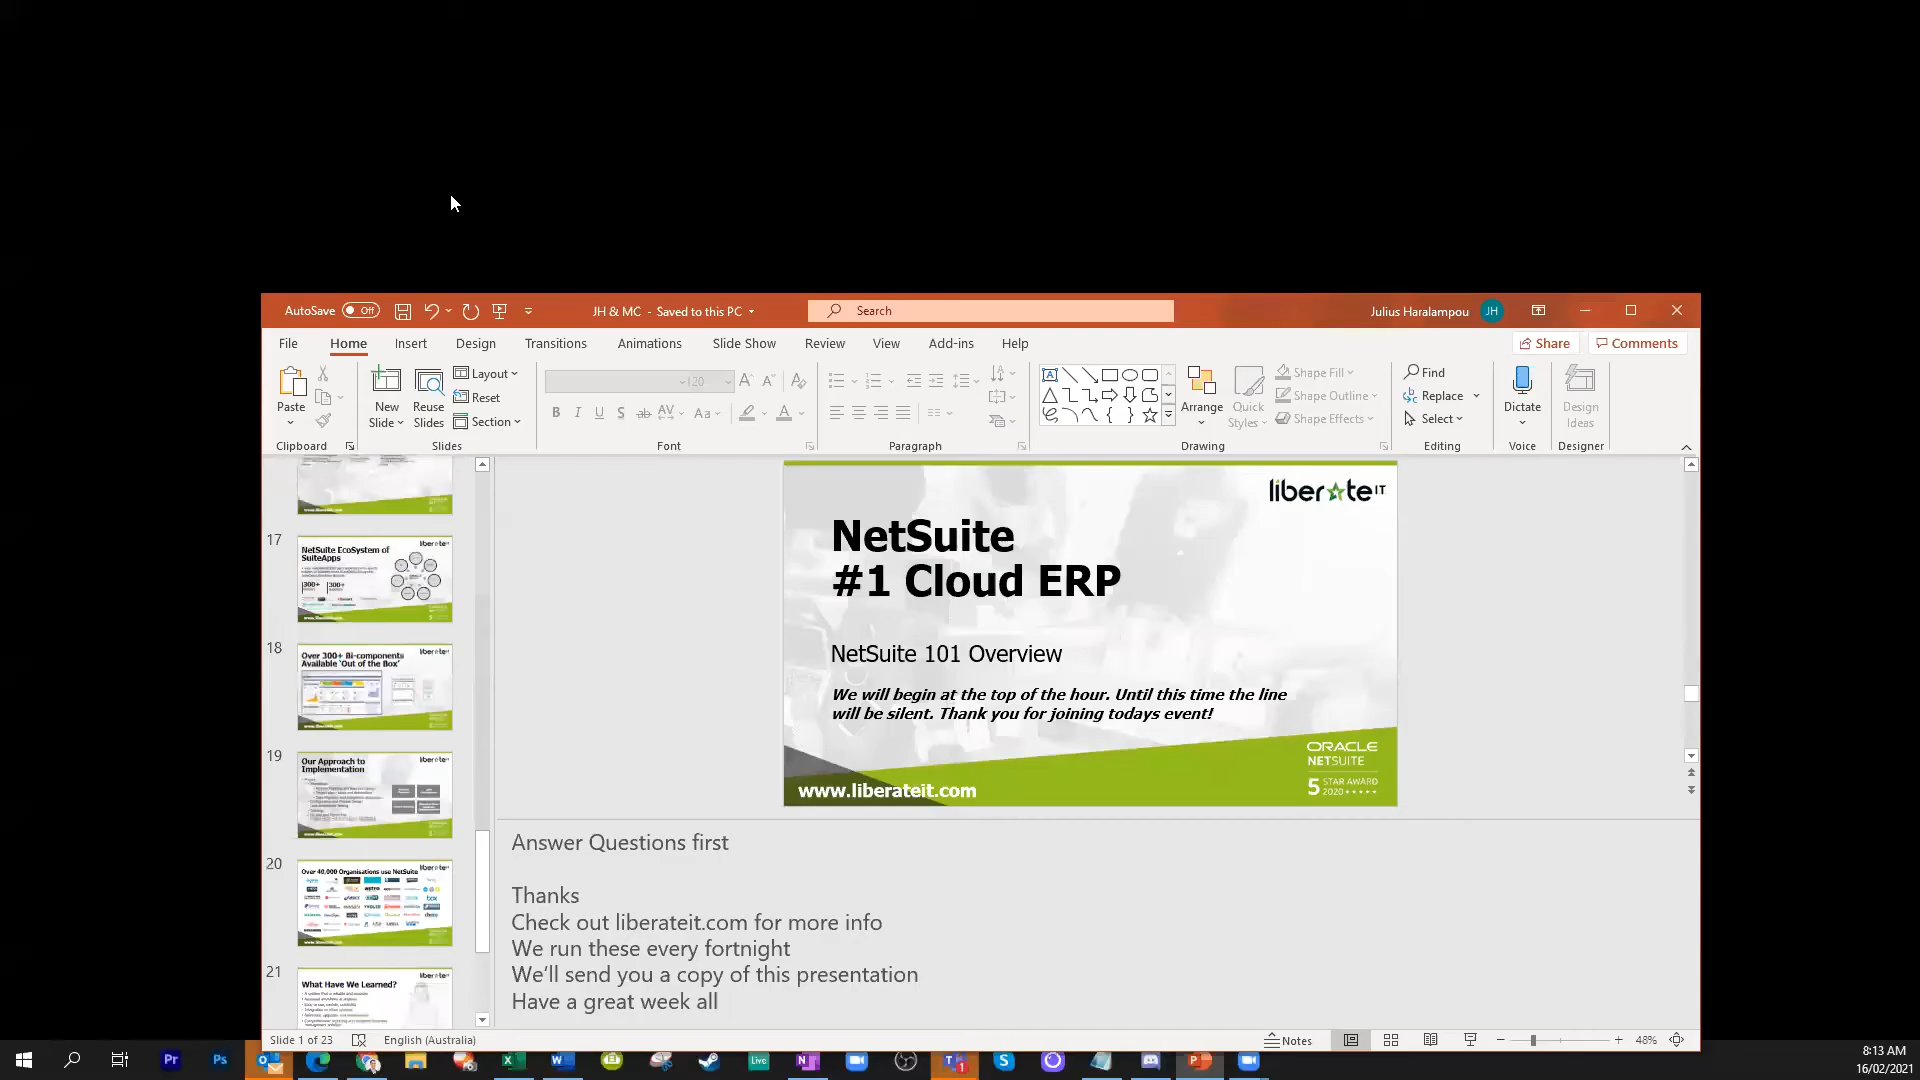 AutoSave Off
JH & MC - Saved to this PC
Search
Julius Haralampou JH
File Home Insert Design Transitions Animations Slide Show Review View Add-ins Help
Share Comments
Paste
New Slide
Reuse Slides
Layout
Reset
Section
120
Shape Fill
Shape Outline
Shape Effects
Arrange
Quick Styles
Find
Replace
Select
Dictate
Design Ideas
Clipboard Slides Font Paragraph Drawing Editing Voice Designer
17
NetSuite EcoSystem of
SuiteApps
300+ 300+
18
Over 300+ Bi-components
Available 'Out of the Box'
19
Our Approach to
Implementation
20
Over 40,000 Organisations use NetSuite
21
What Have We Learned?
liberate IT
NetSuite
#1 Cloud ERP
NetSuite 101 Overview
We will begin at the top of the hour. Until this time the line
will be silent. Thank you for joining todays event!
www.liberateit.com
ORACLE
NETSUITE
5 STAR AWARD
2020
Answer Questions first
Thanks
Check out liberateit.com for more info
We run these every fortnight
We'll send you a copy of this presentation
Have a great week all
Slide 1 of 23 English (Australia)
Notes
48%
8:13 AM
16/02/2021